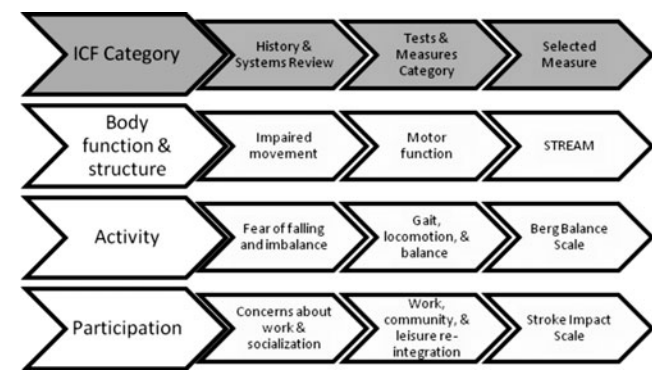 ICF Category
History &
Systems Review
Tests &
Measures
Category
Selected
Measure
Body
function &
structure
Impaired
movement
Motor
function
STREAM
Activity
Fear of falling
and imbalance
Gait,
locomotion, &
balance
Berg Balance
Scale
Participation
Concerns about
work &
socialization
Work,
community, &
leisure re-
integration
Stroke Impact
Scale